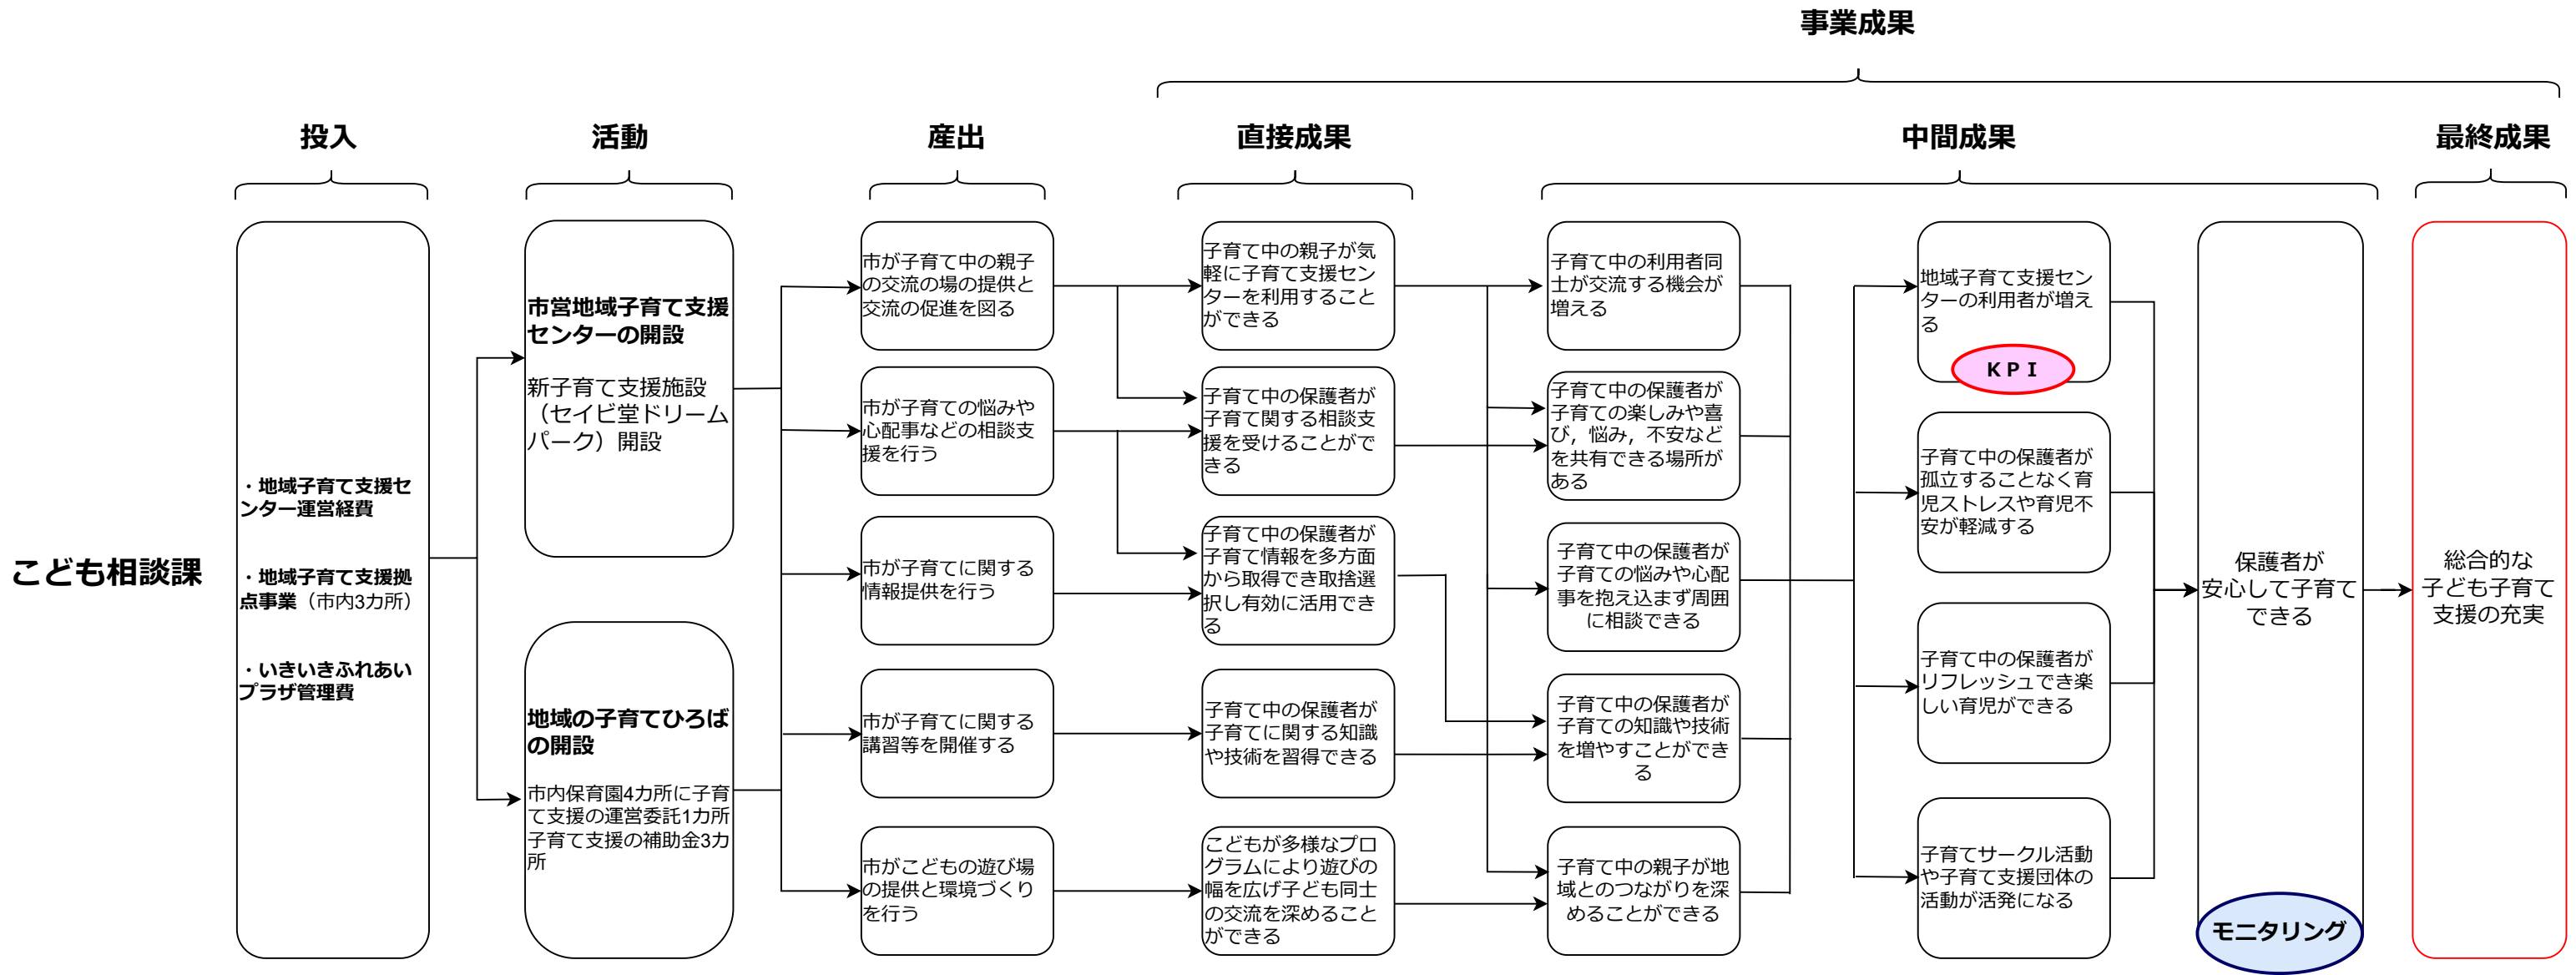 事業成果
投入
活動
産出
直接成果
中間成果
最終成果
こども相談課
・地域子育て支援セ
ンター運営経費
・地域子育て支援拠
点事業（市内3カ所）
・いきいきふれあい
プラザ管理費
市営地域子育て支援
センターの開設
新子育て支援施設
（セイビ堂ドリーム
パーク）開設
地域の子育てひろば
の開設
市内保育園4カ所に子育
て支援の運営委託1カ所
子育て支援の補助金3カ
所
市が子育て中の親子
の交流の場の提供と
交流の促進を図る
市が子育ての悩みや
心配事などの相談支
援を行う
市が子育てに関する
情報提供を行う
市が子育てに関する
講習等を開催する
市がこどもの遊び場
の提供と環境づくり
を行う
子育て中の親子が気
軽に子育て支援セン
ターを利用すること
ができる
子育て中の保護者が
子育て関する相談支
援を受けることがで
きる
子育て中の保護者が
子育て情報を多方面
から取得でき取捨選
択し有効に活用でき
る
子育て中の保護者が
子育てに関する知識
や技術を習得できる
こどもが多様なプロ
グラムにより遊びの
幅を広げ子ども同士
の交流を深めること
ができる
子育て中の利用者同
士が交流する機会が
増える
子育て中の保護者が
子育ての楽しみや喜
び，悩み，不安など
を共有できる場所が
ある
子育て中の保護者が
子育ての悩みや心配
事を抱え込まず周囲
に相談できる
子育て中の保護者が
子育ての知識や技術
を増やすことができ
る
子育て中の親子が地
域とのつながりを深
めることができる
地域子育て支援セン
ターの利用者が増え
る
ＫＰＩ
子育て中の保護者が
孤立することなく育
児ストレスや育児不
安が軽減する
子育て中の保護者が
リフレッシュでき楽
しい育児ができる
子育てサークル活動
や子育て支援団体の
活動が活発になる
保護者が
安心して子育て
できる
モニタリング
総合的な
子ども子育て
支援の充実